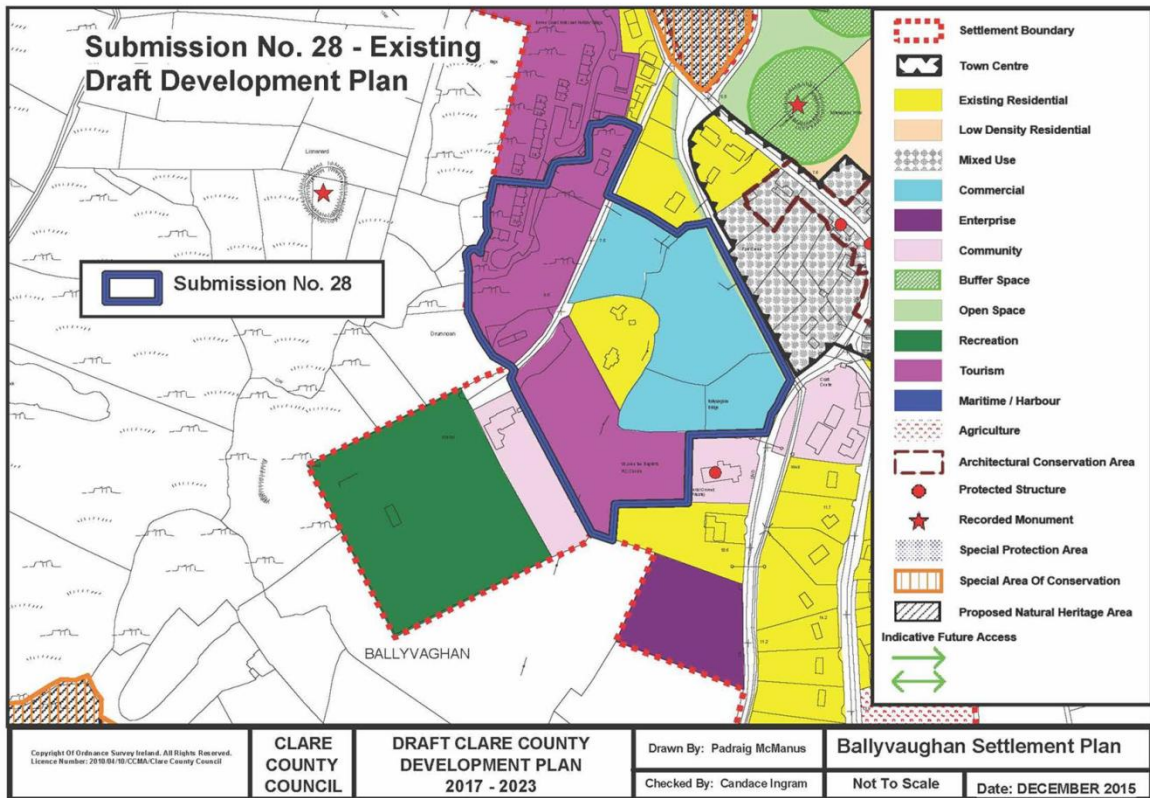 Submission No. 28 - Existing
Draft Development Plan
Submission No. 28
BALLYVAGHAN
Settlement Boundary
Town Centre
Existing Residential
Low Density Residential
Mixed Use
Commercial
Enterprise
Community
Buffer Space
Open Space
Recreation
Tourism
Maritime / Harbour
Agriculture
Architectural Conservation Area
Protected Structure
Recorded Monument
Special Protection Area
Special Area Of Conservation
Proposed Natural Heritage Area
Indicative Future Access
Copyright Of Ordnance Survey Ireland. All Rights Reserved.
Licence Number: 2010/04/10/CCMA/Clare County Council
CLARE
COUNTY
COUNCIL
DRAFT CLARE COUNTY
DEVELOPMENT PLAN
2017 - 2023
Drawn By: Padraig McManus
Checked By: Candace Ingram
Ballyvaughan Settlement Plan
Not To Scale
Date: DECEMBER 2015